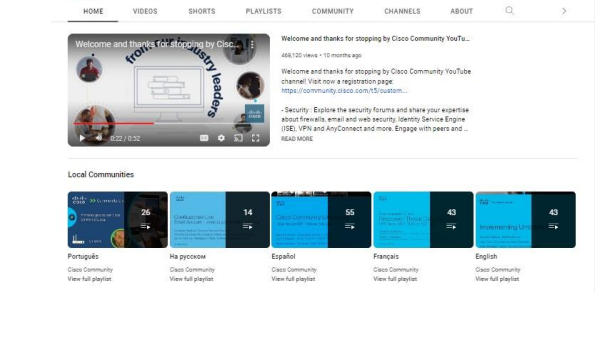 HOME VIDEOS SHORTS PLAYLISTS COMMUNITY CHANNELS ABOUT
Welcome and thanks for stopping by Cisc...
from our industry leaders
0:22 / 0:52
Welcome and thanks for stopping by Cisco Community YouTu...
468,120 views • 10 months ago
Welcome and thanks for stopping by Cisco Community YouTube
channel! Visit now a registration page:
https://community.cisco.com/t5/custom...
- Security : Explore the security forums and share your expertise
about firewalls, email and web security, Identity Service Engine
(ISE), VPN and AnyConnect and more. Engage with peers and ...
READ MORE
Local Communities
26
14
55
43
43
Português
На русском
Español
Français
English
Cisco Community
Cisco Community
Cisco Community
Cisco Community
Cisco Community
View full playlist
View full playlist
View full playlist
View full playlist
View full playlist